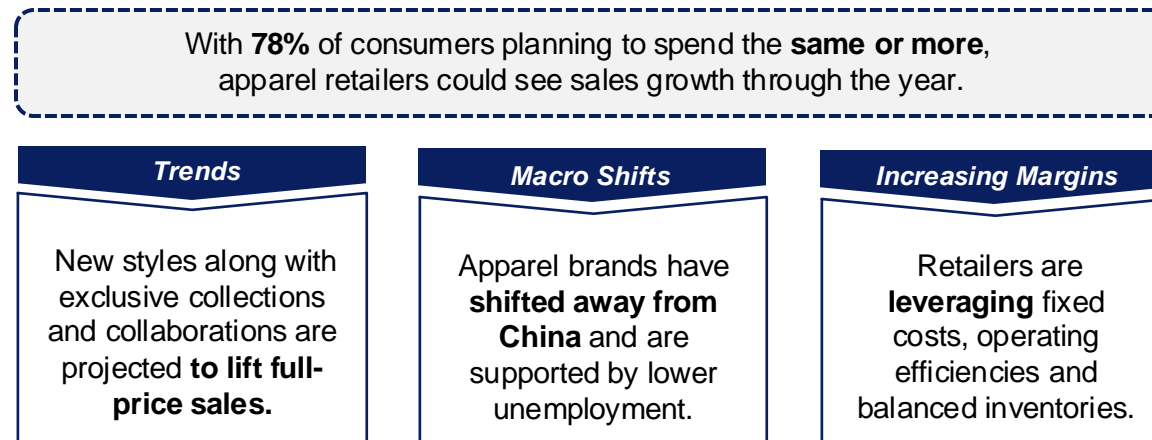 With 78% of consumers planning to spend the same or more,
apparel retailers could see sales growth through the year.
Trends
New styles along with
exclusive collections
and collaborations are
projected to lift full-
price sales.
Macro Shifts
Apparel brands have
shifted away from
China and are
supported by lower
unemployment.
Increasing Margins
Retailers are
leveraging fixed
costs, operating
efficiencies and
balanced inventories.